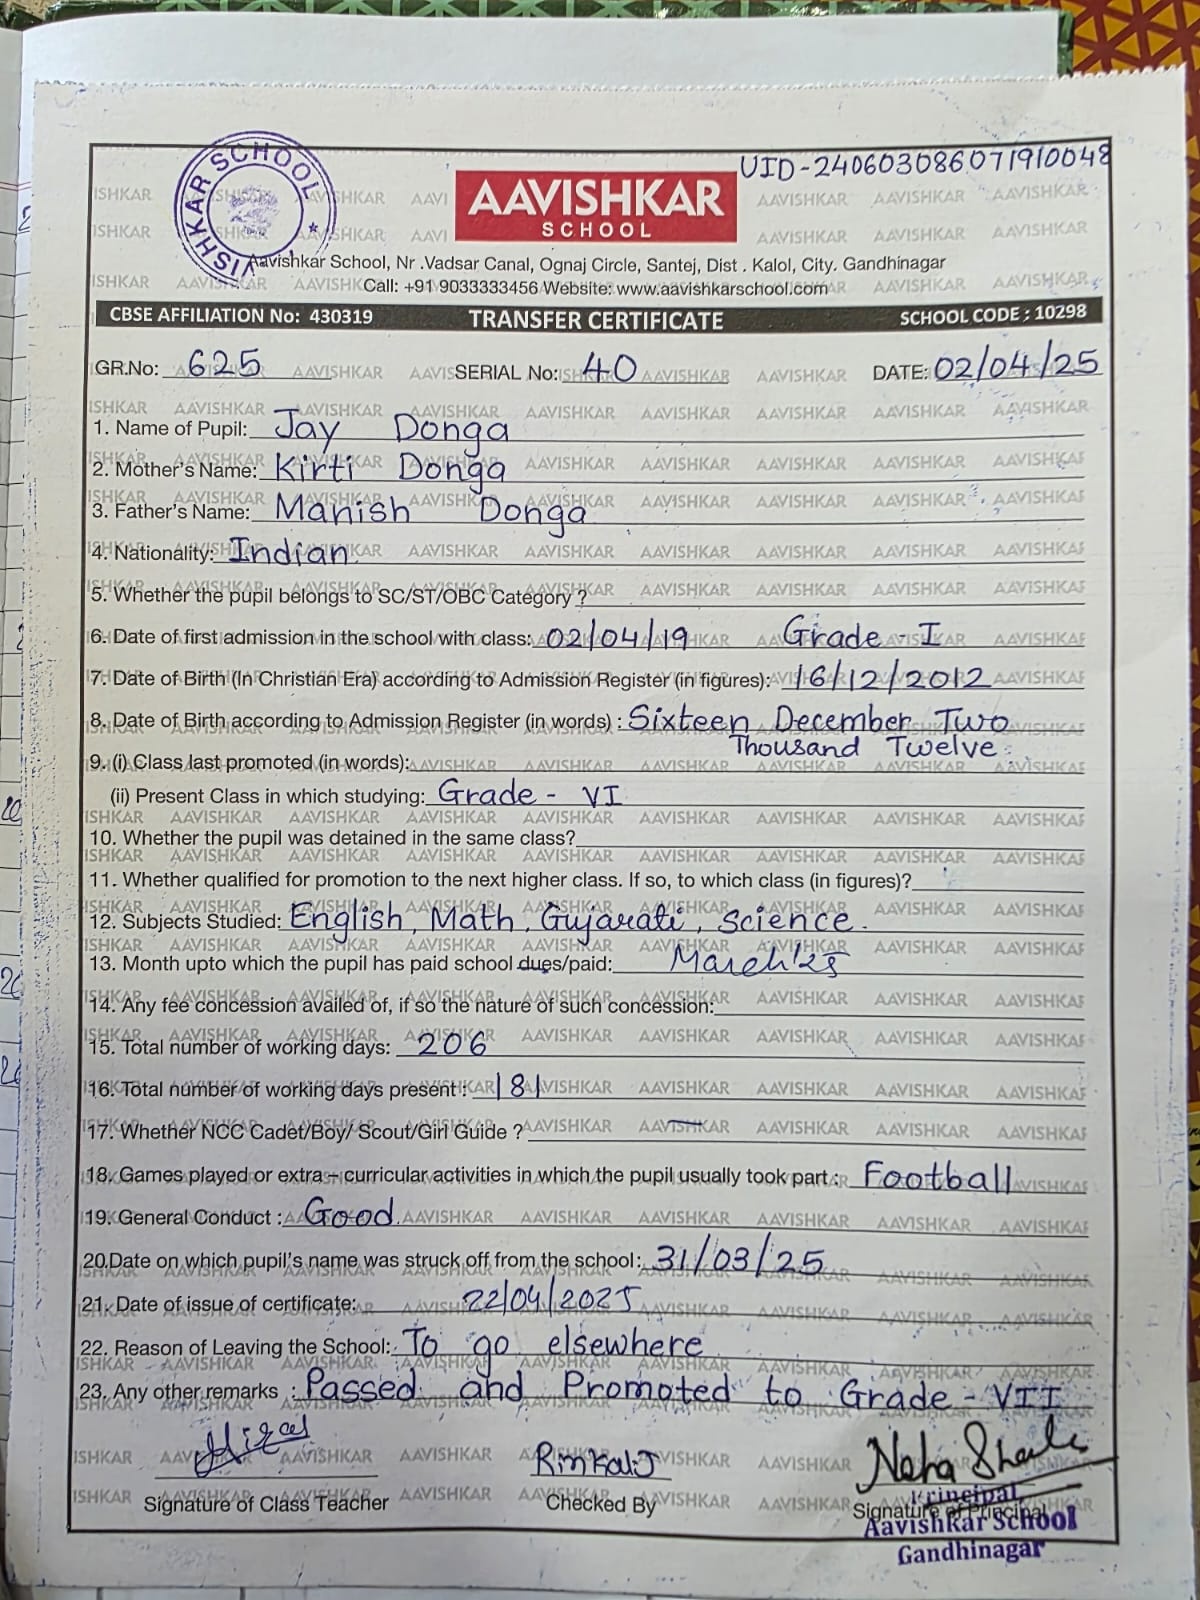 UID-240603086071910048
AAVISHKAR SCHOOL
AAVISHKAR
SCHOOL
Aavishkar School, Nr .Vadsar Canal, Ognaj Circle, Santej, Dist . Kalol, City. Gandhinagar
Call: +91 9033333456 Website: www.aavishkarschool.com
CBSE AFFILIATION No: 430319 TRANSFER CERTIFICATE SCHOOL CODE : 10298
GR.No: 625 SERIAL No: 40 DATE: 02/04/25
1. Name of Pupil: Jay Donga
2. Mother's Name: Kirti Donga
3. Father's Name: Manish Donga
4. Nationality: Indian
5. Whether the pupil belongs to SC/ST/OBC Category ?
6. Date of first admission in the school with class: 02/04/19 Grade - I
7. Date of Birth (In Christian Era) according to Admission Register (in figures): 16/12/2012
8. Date of Birth according to Admission Register (in words) : Sixteen December Two
Thousand Twelve
9. (i) Class last promoted (in words):
(ii) Present Class in which studying: Grade - VI
10. Whether the pupil was detained in the same class?
11. Whether qualified for promotion to the next higher class. If so, to which class (in figures)?
12. Subjects Studied: English, Math, Gujarati, Science.
13. Month upto which the pupil has paid school dues/paid: March'25
14. Any fee concession availed of, if so the nature of such concession:
15. Total number of working days: 206
16. Total number of working days present : 181
17. Whether NCC Cadet/Boy/ Scout/Girl Guide ? —
18. Games played or extra – curricular activities in which the pupil usually took part : Football
19. General Conduct : Good
20.Date on which pupil's name was struck off from the school: 31/03/25
21. Date of issue of certificate: 22/04/2025
22. Reason of Leaving the School: To go elsewhere
23. Any other remarks : Passed and Promoted to Grade - VII
Rinkal.J Neha Shah
Signature of Class Teacher Checked By Signature of Principal
Principal
Aavishkar School
Gandhinagar